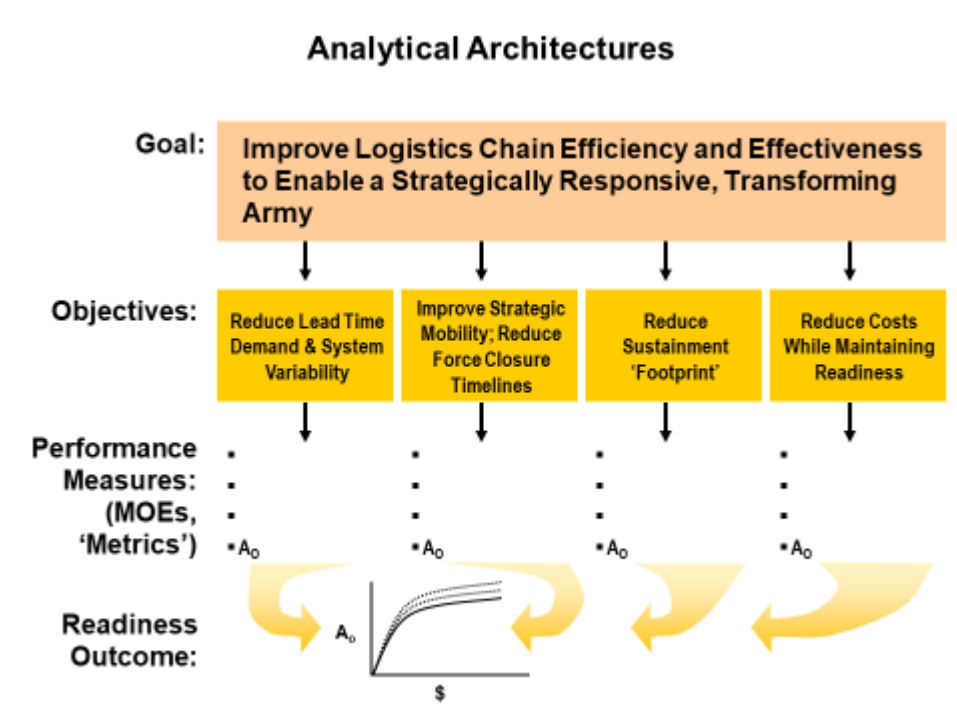 Analytical Architectures
Goal:
Improve Logistics Chain Efficiency and Effectiveness
to Enable a Strategically Responsive, Transforming
Army
Objectives:
Reduce Lead Time
Demand & System
Variability
Improve Strategic
Mobility; Reduce
Force Closure
Timelines
Reduce
Sustainment
‘Footprint’
Reduce Costs
While Maintaining
Readiness
Performance
Measures:
(MOEs,
‘Metrics’)
▪
▪
▪
▪ Ao
▪
▪
▪
▪ Ao
▪
▪
▪
▪ Ao
▪
▪
▪
▪ Ao
Readiness
Outcome:
Ao
$